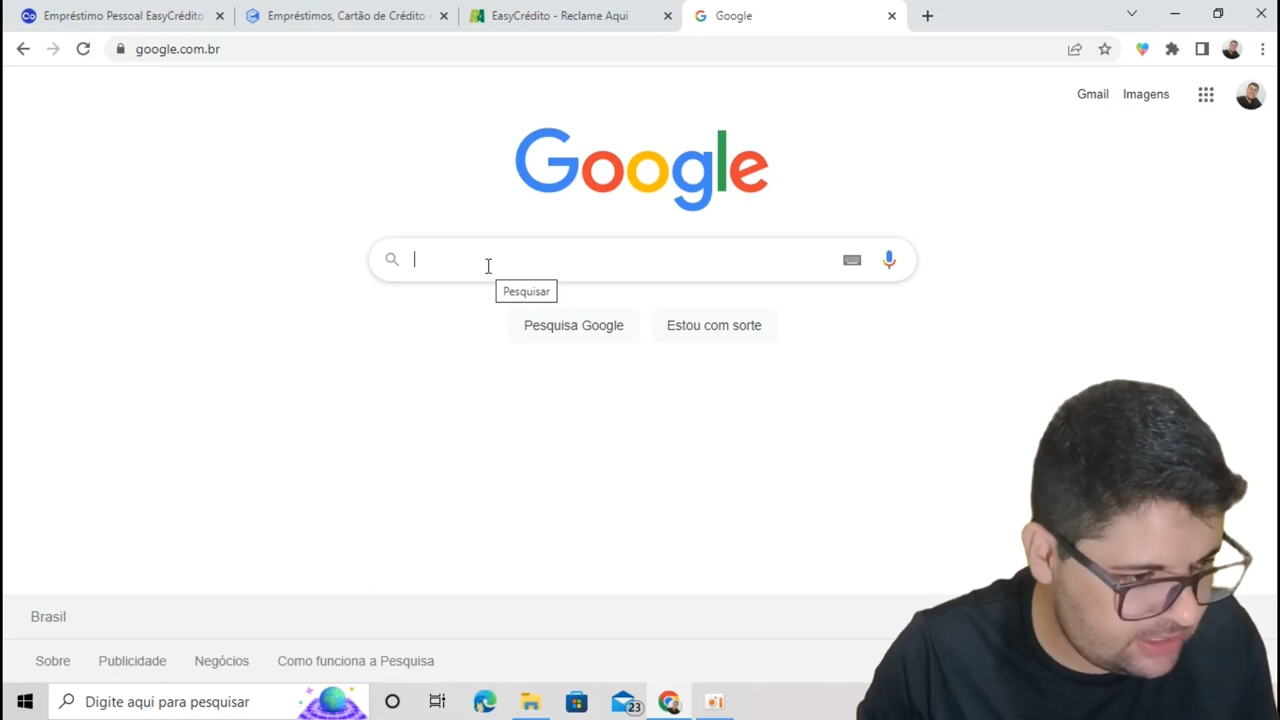 Empréstimo Pessoal EasyCrédito
Empréstimos, Cartão de Crédito e
EasyCrédito - Reclame Aqui
Google
google.com.br
Gmail
Imagens
Google
Pesquisar
Pesquisa Google
Estou com sorte
Brasil
Sobre
Publicidade
Negócios
Como funciona a Pesquisa
Digite aqui para pesquisar
23